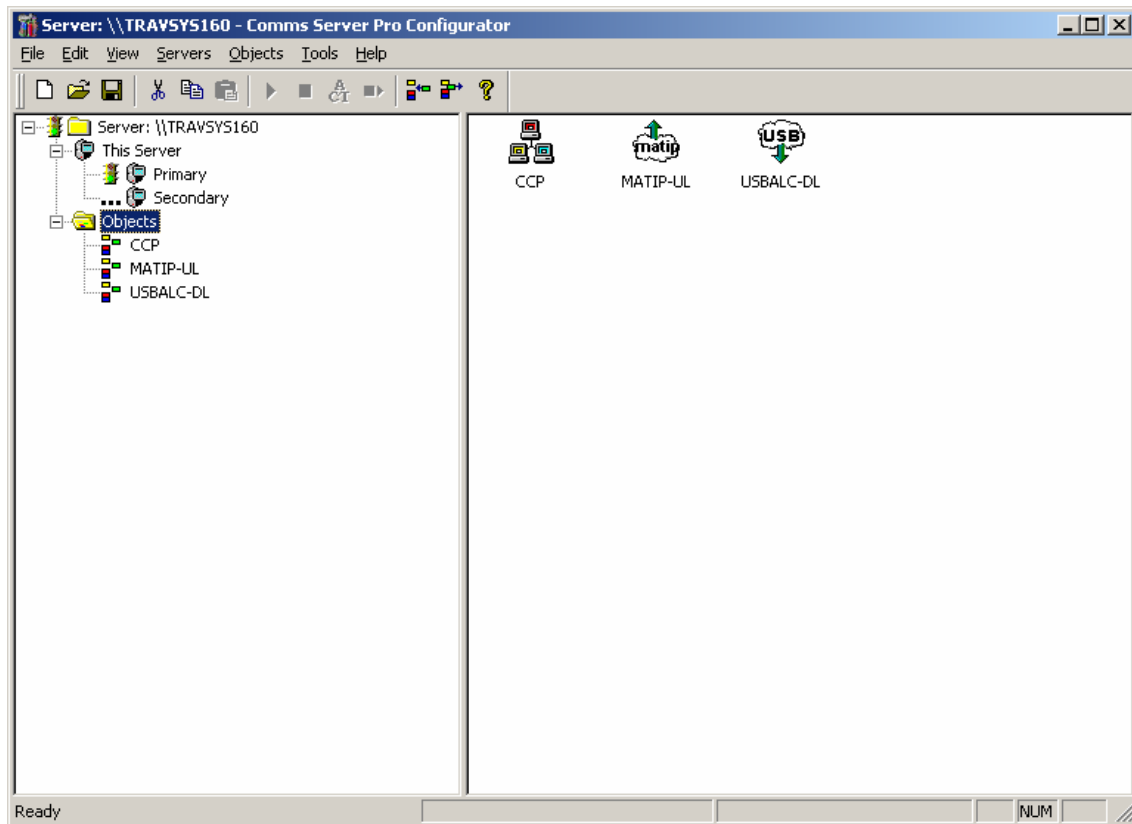 Server: \\TRAVSYS160 - Comms Server Pro Configurator
File Edit View Servers Objects Tools Help
A CT
Server: \\TRAVSYS160
This Server
Primary
Secondary
Objects
CCP
MATIP-UL
USBALC-DL
matip
USB
CCP MATIP-UL USBALC-DL
Ready NUM